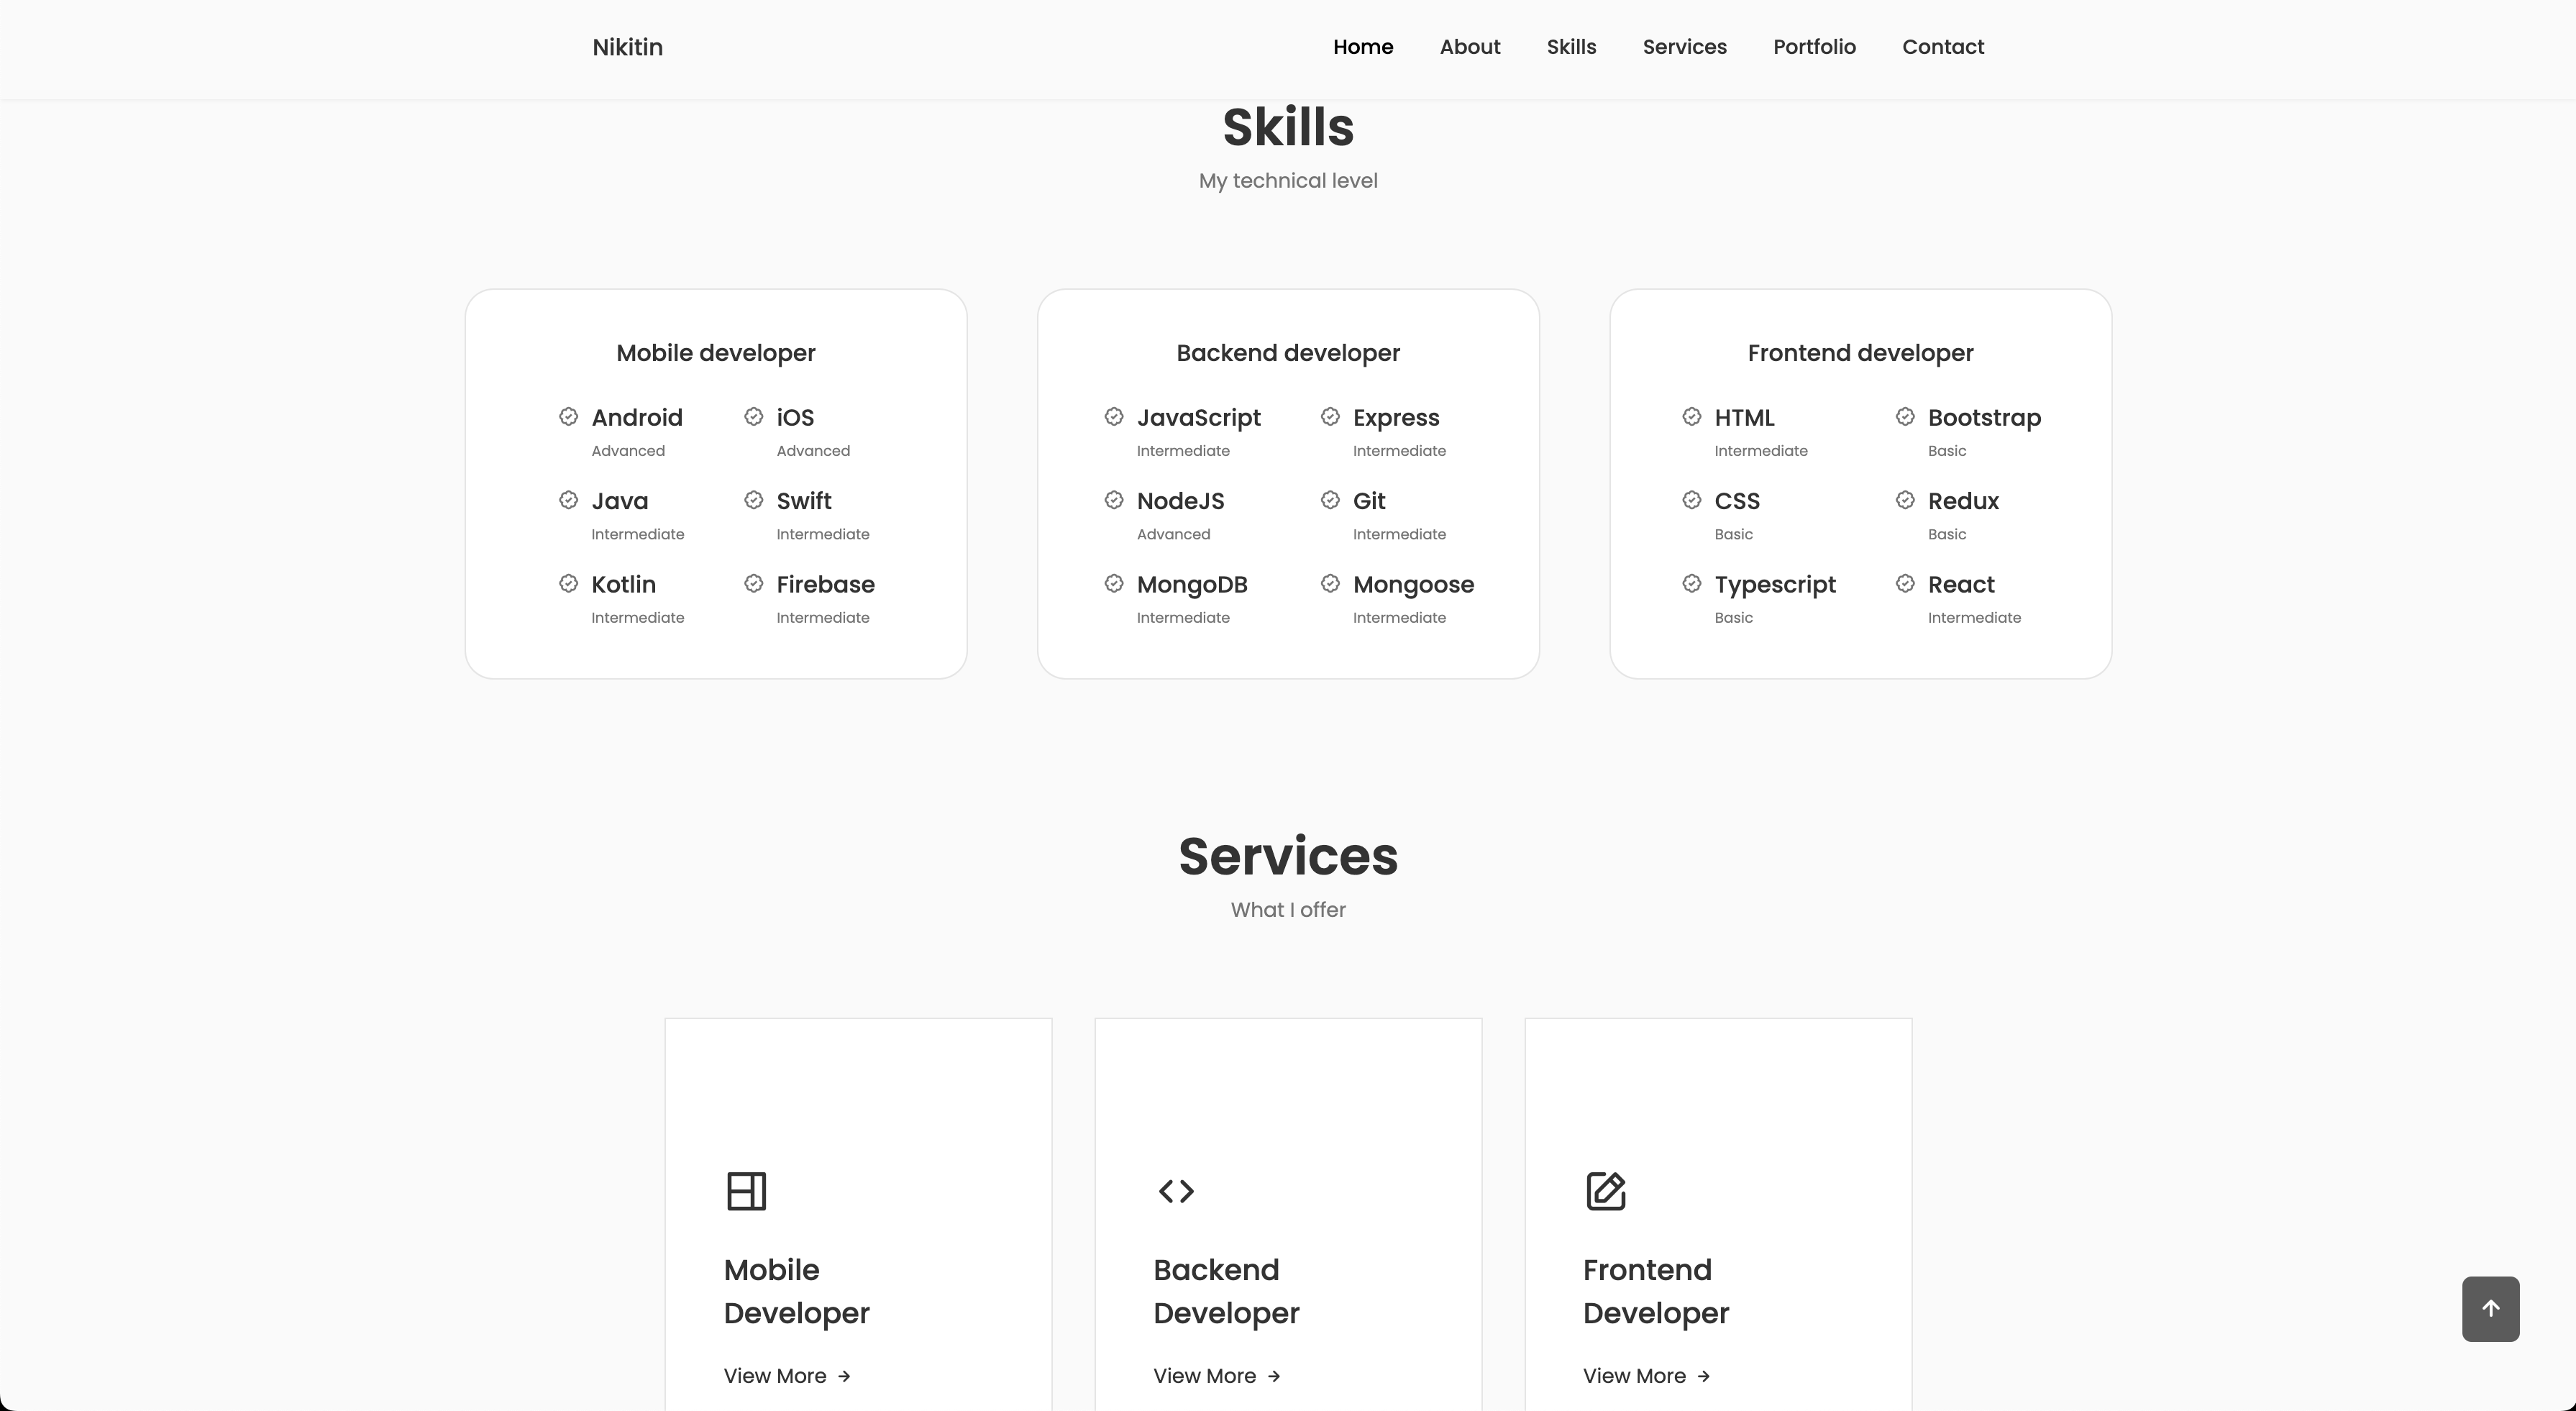 Nikitin
Home About Skills Services Portfolio Contact
Skills
My technical level
Mobile developer
Android
Advanced
Java
Intermediate
Kotlin
Intermediate
iOS
Advanced
Swift
Intermediate
Firebase
Intermediate
Backend developer
JavaScript
Intermediate
NodeJS
Advanced
MongoDB
Intermediate
Express
Intermediate
Git
Intermediate
Mongoose
Intermediate
Frontend developer
HTML
Intermediate
CSS
Basic
Typescript
Basic
Bootstrap
Basic
Redux
Basic
React
Intermediate
Services
What I offer
Mobile
Developer
View More
Backend
Developer
View More
Frontend
Developer
View More